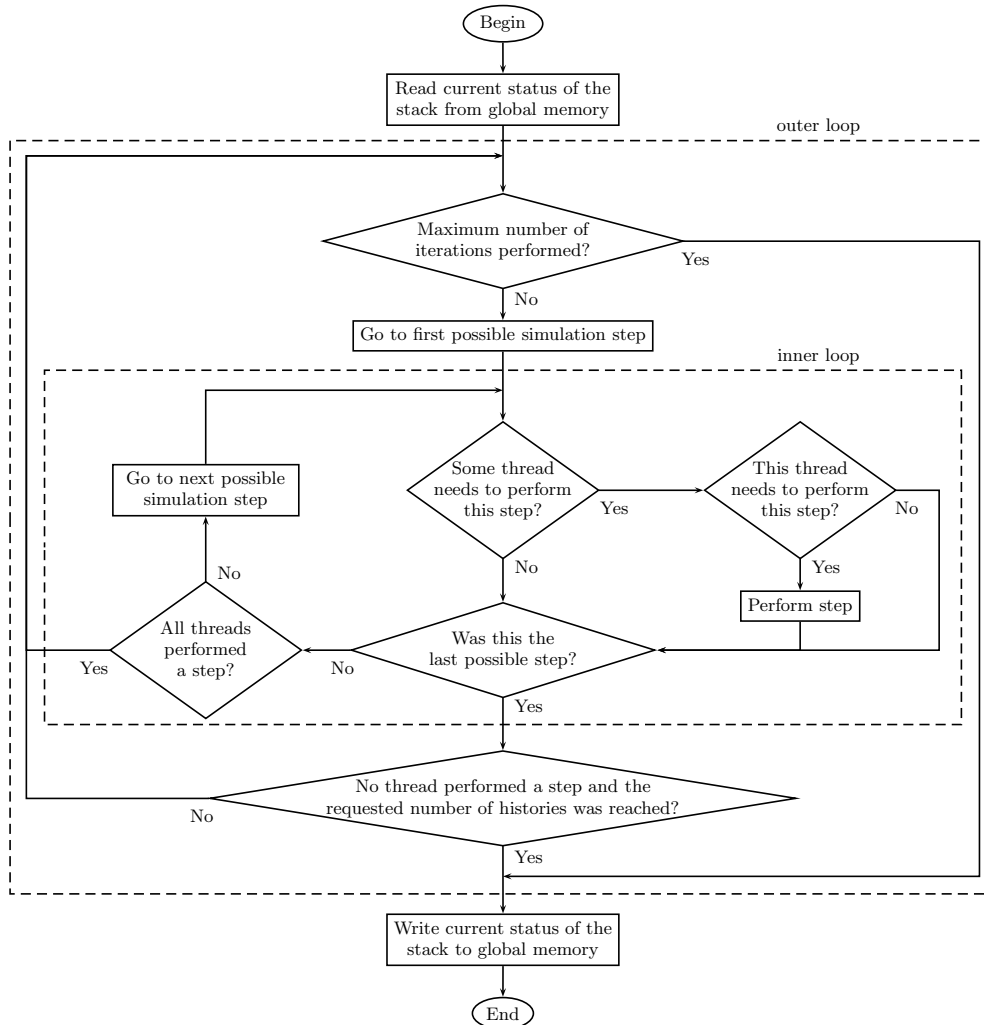 Begin
Read current status of the
stack from global memory
outer loop
Maximum number of
iterations performed?
Yes
No
Go to first possible simulation step
inner loop
Some thread
needs to perform
this step?
Yes
No
This thread
needs to perform
this step?
No
Yes
Perform step
Go to next possible
simulation step
No
All threads
performed
a step?
Yes
Was this the
last possible step?
No
Yes
No thread performed a step and the
requested number of histories was reached?
No
Yes
Write current status of the
stack to global memory
End